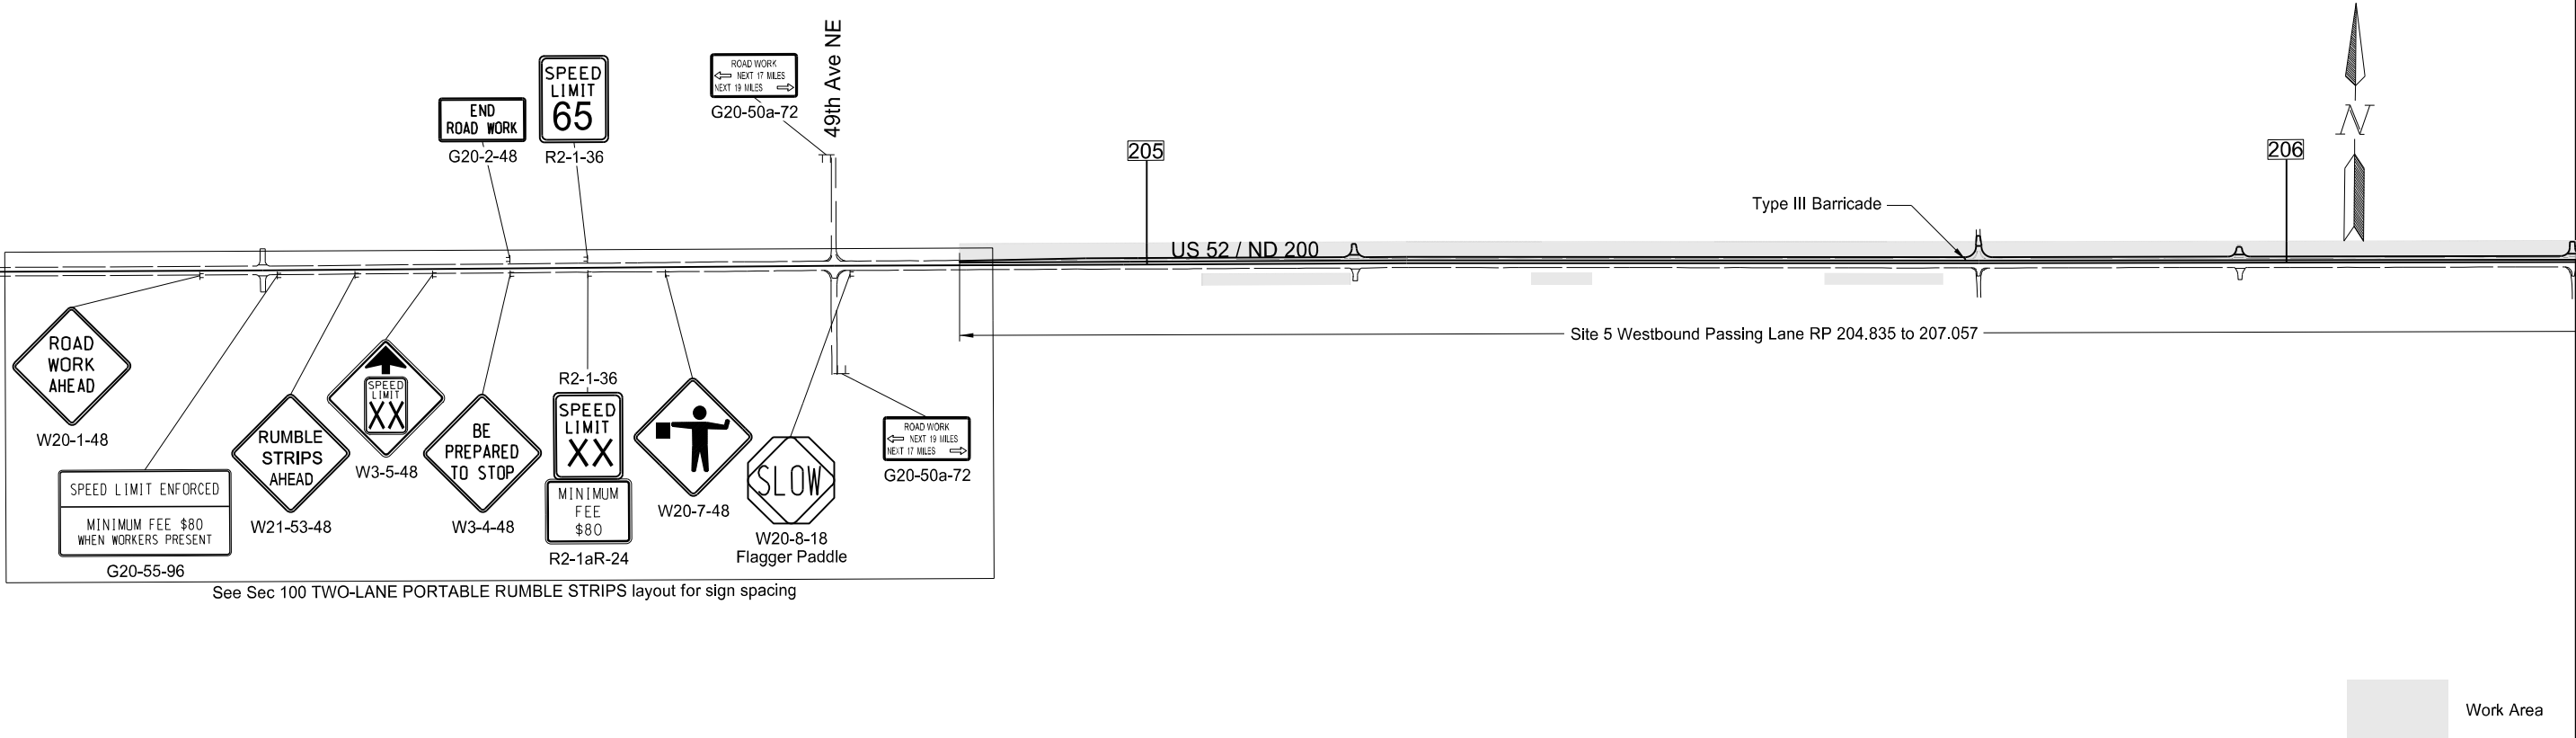 49th Ave NE
SPEED
LIMIT
65
R2-1-36
END
ROAD WORK
G20-2-48
ROAD WORK
NEXT 17 MILES
NEXT 19 MILES
G20-50a-72
205
206
N
Type III Barricade
US 52 / ND 200
Site 5 Westbound Passing Lane RP 204.835 to 207.057
ROAD
WORK
AHEAD
W20-1-48
SPEED LIMIT ENFORCED
MINIMUM FEE $80
WHEN WORKERS PRESENT
G20-55-96
RUMBLE
STRIPS
AHEAD
W21-53-48
SPEED
LIMIT
XX
W3-5-48
BE
PREPARED
TO STOP
W3-4-48
R2-1-36
SPEED
LIMIT
XX
MINIMUM
FEE
$80
R2-1aR-24
W20-7-48
SLOW
W20-8-18
Flagger Paddle
ROAD WORK
NEXT 19 MILES
NEXT 17 MILES
G20-50a-72
See Sec 100 TWO-LANE PORTABLE RUMBLE STRIPS layout for sign spacing
Work Area